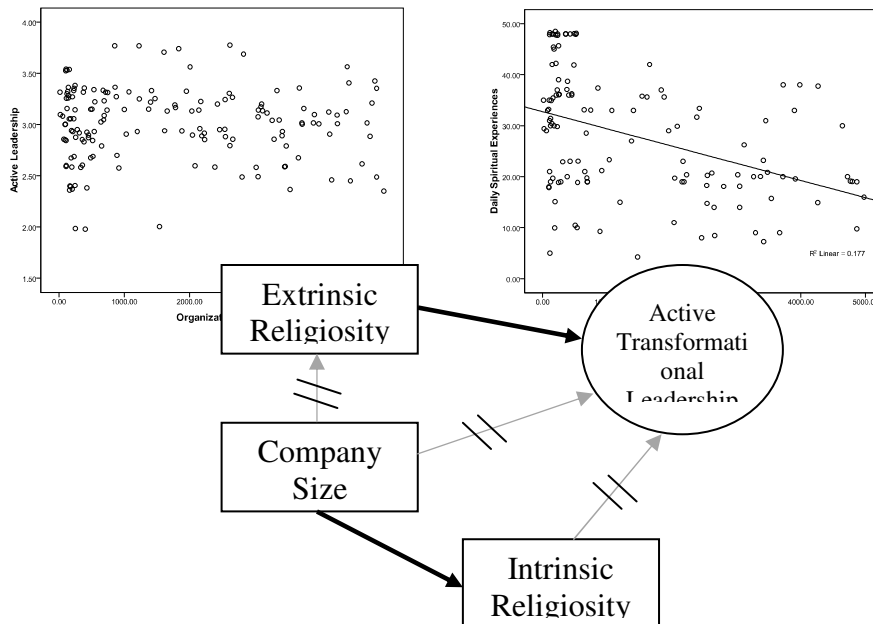 4.00
3.50
3.00
2.50
2.00
1.50
Active Leadership
0.00
1000.00
2000.00
50.00
40.00
30.00
20.00
10.00
0.00
Daily Spiritual Experiences
R² Linear = 0.177
0.00
4000.00
5000
Extrinsic
Religiosity
Active
Transformati
onal
Leadership
Company
Size
Intrinsic
Religiosity